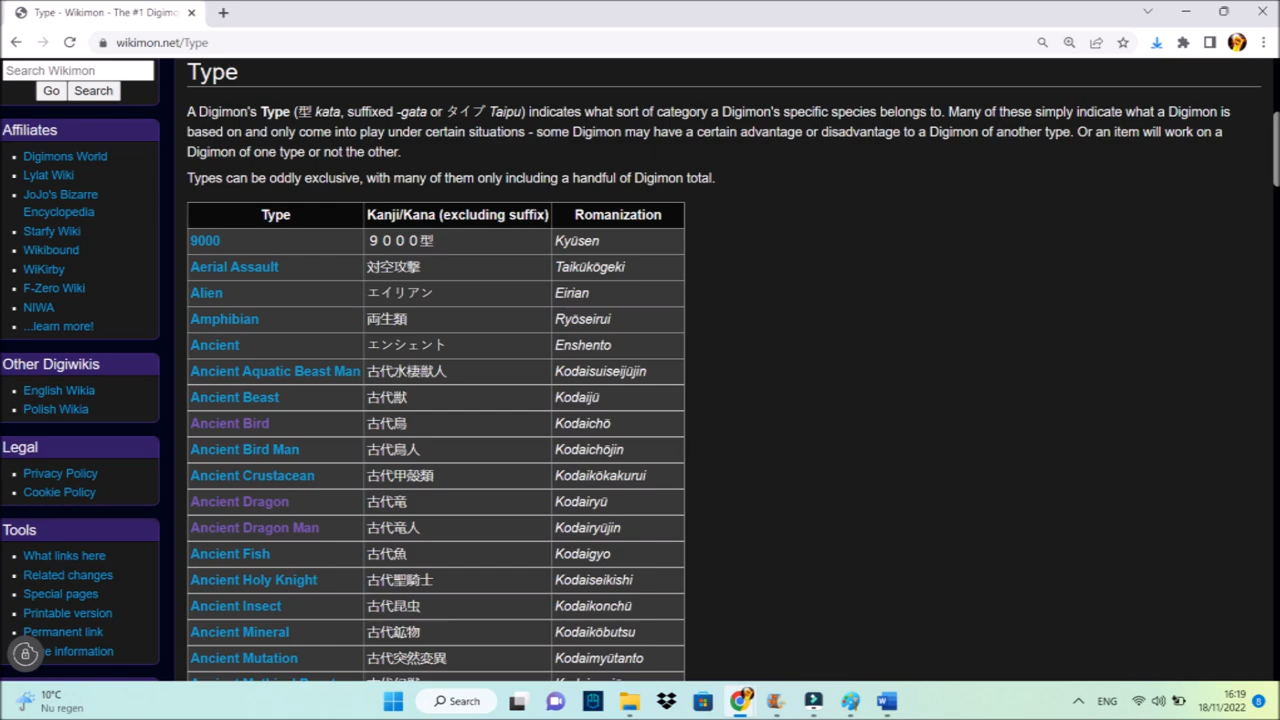 Type - Wikimon - The #1 Digimo
wikimon.net/Type
Search Wikimon
Go Search
Affiliates
Digimons World
Lylat Wiki
JoJo's Bizarre
Encyclopedia
Starfy Wiki
Wikibound
WiKirby
F-Zero Wiki
NIWA
...learn more!
Other Digiwikis
English Wikia
Polish Wikia
Legal
Privacy Policy
Cookie Policy
Tools
What links here
Related changes
Special pages
Printable version
Permanent link
information
Type
A Digimon's Type (型 kata, suffixed -gata or タイプ Taipu) indicates what sort of category a Digimon's specific species belongs to. Many of these simply indicate what a Digimon is
based on and only come into play under certain situations - some Digimon may have a certain advantage or disadvantage to a Digimon of another type. Or an item will work on a
Digimon of one type or not the other.
Types can be oddly exclusive, with many of them only including a handful of Digimon total.
Type Kanji/Kana (excluding suffix) Romanization
9000 ９０００型 Kyūsen
Aerial Assault 対空攻撃 Taikūkōgeki
Alien エイリアン Eirian
Amphibian 両生類 Ryōseirui
Ancient エンシェント Enshento
Ancient Aquatic Beast Man 古代水棲獣人 Kodaisuiseijūjin
Ancient Beast 古代獣 Kodaijū
Ancient Bird 古代鳥 Kodaichō
Ancient Bird Man 古代鳥人 Kodaichōjin
Ancient Crustacean 古代甲殻類 Kodaikōkakurui
Ancient Dragon 古代竜 Kodairyū
Ancient Dragon Man 古代竜人 Kodairyūjin
Ancient Fish 古代魚 Kodaigyo
Ancient Holy Knight 古代聖騎士 Kodaiseikishi
Ancient Insect 古代昆虫 Kodaikonchū
Ancient Mineral 古代鉱物 Kodaikōbutsu
Ancient Mutation 古代突然変異 Kodaimyūtanto
10°C
Nu regen
Search
ENG
16:19
18/11/2022
8